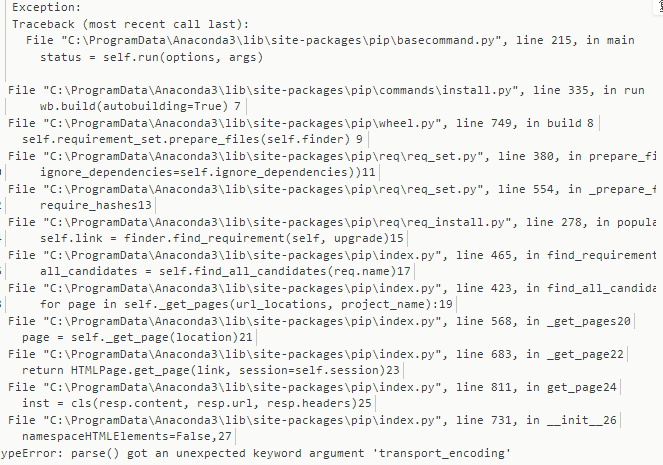 Exception:
Traceback (most recent call last):
File "C:\ProgramData\Anaconda3\lib\site-packages\pip\basecommand.py", line 215, in main
status = self.run(options, args)
File "C:\ProgramData\Anaconda3\lib\site-packages\pip\commands\install.py", line 335, in run
wb.build(autobuilding=True) 7
File "C:\ProgramData\Anaconda3\lib\site-packages\pip\wheel.py", line 749, in build 8
self.requirement_set.prepare_files(self.finder) 9
File "C:\ProgramData\Anaconda3\lib\site-packages\pip\req\req_set.py", line 380, in prepare_fi
ignore_dependencies=self.ignore_dependencies))11
File "C:\ProgramData\Anaconda3\lib\site-packages\pip\req\req_set.py", line 554, in _prepare_f
require_hashes13
File "C:\ProgramData\Anaconda3\lib\site-packages\pip\req\req_install.py", line 278, in popula
self.link = finder.find_requirement(self, upgrade)15
File "C:\ProgramData\Anaconda3\lib\site-packages\pip\index.py", line 465, in find_requirement
all_candidates = self.find_all_candidates(req.name)17
File "C:\ProgramData\Anaconda3\lib\site-packages\pip\index.py", line 423, in find_all_candida
for page in self._get_pages(url_locations, project_name):19
File "C:\ProgramData\Anaconda3\lib\site-packages\pip\index.py", line 568, in _get_pages20
page = self._get_page(location)21
File "C:\ProgramData\Anaconda3\lib\site-packages\pip\index.py", line 683, in _get_page22
return HTMLPage.get_page(link, session=self.session)23
File "C:\ProgramData\Anaconda3\lib\site-packages\pip\index.py", line 811, in get_page24
inst = cls(resp.content, resp.url, resp.headers)25
File "C:\ProgramData\Anaconda3\lib\site-packages\pip\index.py", line 731, in __init__26
namespaceHTMLElements=False,27
ypeError: parse() got an unexpected keyword argument 'transport_encoding'